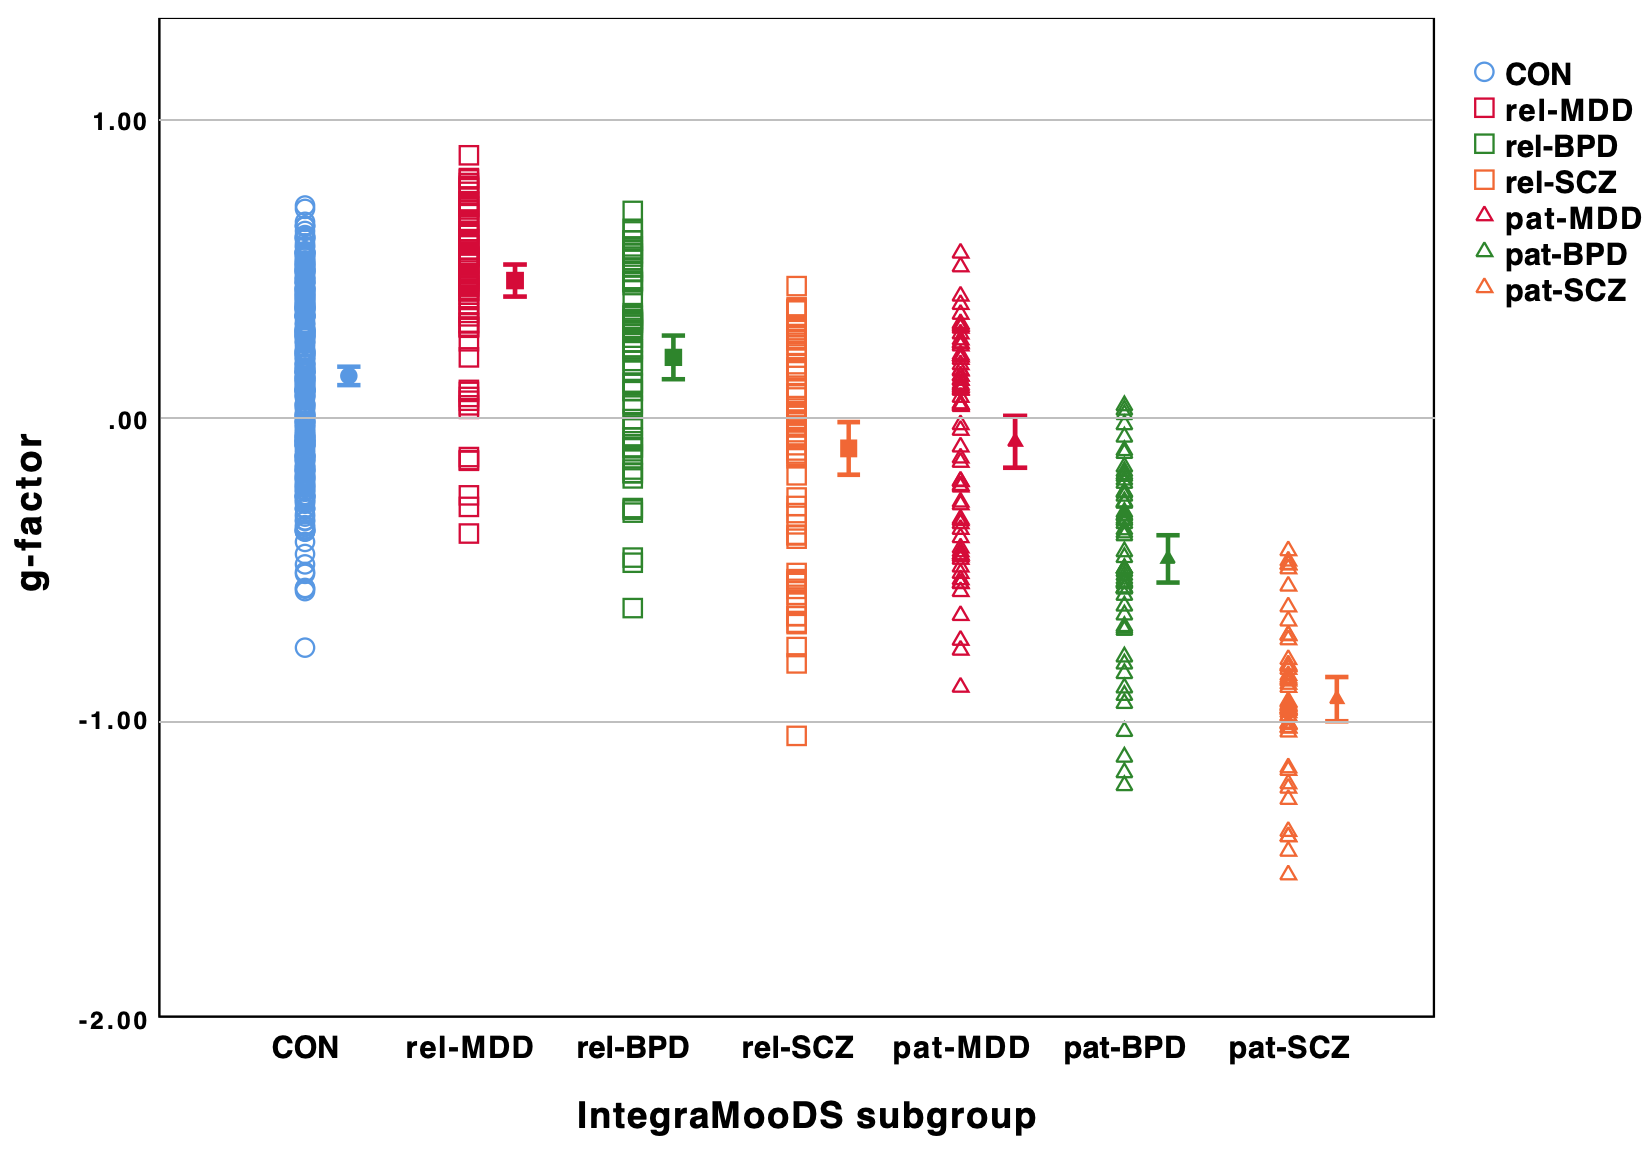 CON
rel-MDD
rel-BPD
rel-SCZ
pat-MDD
pat-BPD
pat-SCZ
1.00
.00
-1.00
-2.00
g-factor
CON rel-MDD rel-BPD rel-SCZ pat-MDD pat-BPD pat-SCZ
IntegraMooDS subgroup